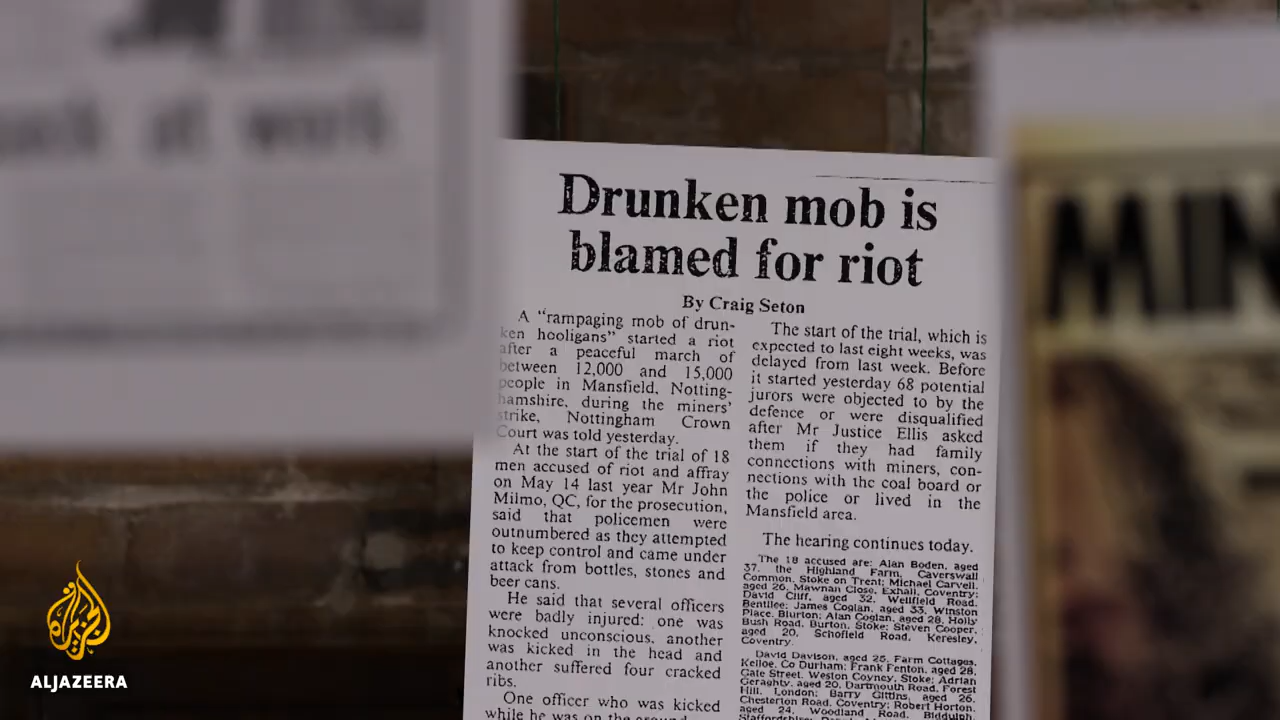 at work
Drunken mob is
blamed for riot
By Craig Seton
A “rampaging mob of drun-
ken hooligans” started a riot
after a peaceful march of
between 12,000 and 15,000
people in Mansfield, Notting-
hamshire, during the miners’
strike, Nottingham Crown
Court was told yesterday.
At the start of the trial of 18
men accused of riot and affray
on May 14 last year Mr John
Milmo, QC, for the prosecution,
said that policemen were
outnumbered as they attempted
to keep control and came under
attack from bottles, stones and
beer cans.
He said that several officers
were badly injured: one was
knocked unconscious, another
was kicked in the head and
another suffered four cracked
ribs.
One officer who was kicked
while he was on the ground
The start of the trial, which is
expected to last eight weeks, was
delayed from last week. Before
it started yesterday 68 potential
jurors were objected to by the
defence or were disqualified
after Mr Justice Ellis asked
them if they had family
connections with miners, con-
nections with the coal board or
the police or lived in the
Mansfield area.
The hearing continues today.
The 18 accused are: Alan Boden, aged
37, the Highland Farm, Caverswall
Common, Stoke on Trent; Michael Carvell,
aged 26, Mawnan Close, Exhall, Coventry;
David Cliff, aged 32, Wellfield Road,
Bentilee; James Coglan, aged 33, Winston
Place, Blurton; Alan Coglan, aged 28, Holly
Bush Road, Burton, Stoke; Steven Cooper,
aged 20, Schofield Road, Keresley,
Coventry.
David Davison, aged 25, Farm Cottages,
Kelloe, Co Durham; Frank Fenton, aged 28,
Gate Street, Weston Coyney, Stoke; Adrian
Geraghty, aged 20, Dartmouth Road, Forest
Hill, London; Barry Gittins, aged 26,
Chesterton Road, Coventry; Robert Horton,
aged 24, Woodland Road, Biddulph,
MIN
ALJAZEERA